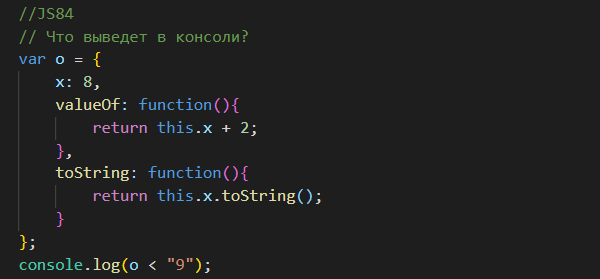 //JS84
// Что выведет в консоли?
var o = {
    x: 8,
    valueOf: function(){
        return this.x + 2;
    },
    toString: function(){
        return this.x.toString();
    }
};
console.log(o < "9");